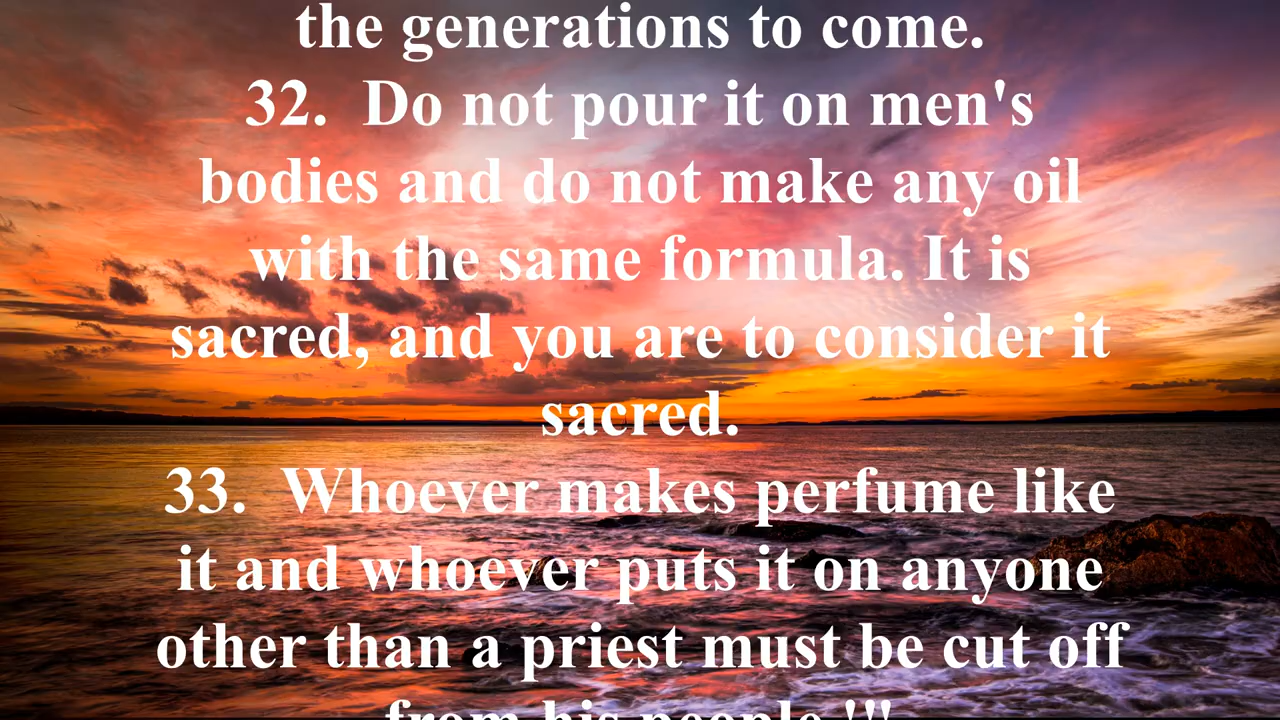 the generations to come.
32. Do not pour it on men's
bodies and do not make any oil
with the same formula. It is
sacred, and you are to consider it
sacred.
33. Whoever makes perfume like
it and whoever puts it on anyone
other than a priest must be cut off
from his people.'"